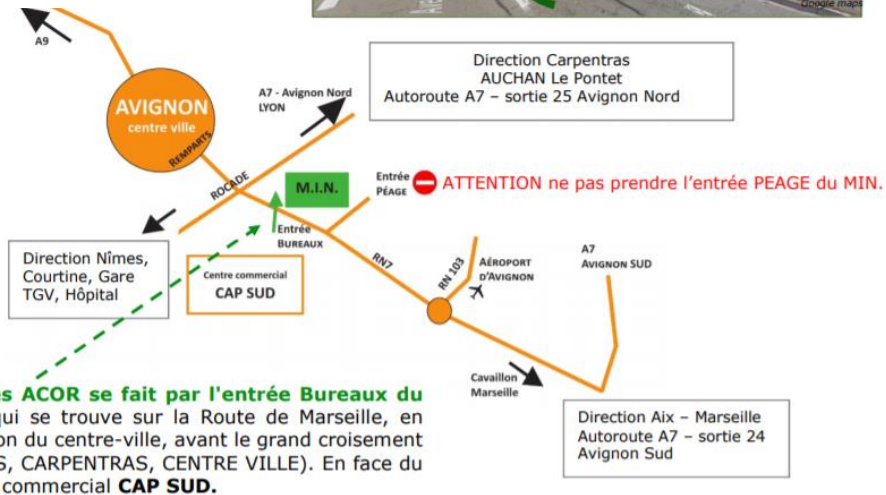 Google maps
A9
AVIGNON
centre ville
REMPARTS
ROCADE
A7 - Avignon Nord
LYON
Direction Carpentras
AUCHAN Le Pontet
Autoroute A7 – sortie 25 Avignon Nord
M.I.N.
Entrée
PÉAGE
ATTENTION ne pas prendre l'entrée PEAGE du MIN.
Entrée
BUREAUX
Direction Nîmes,
Courtine, Gare
TGV, Hôpital
Centre commercial
CAP SUD
RN7
RN 103
AÉROPORT
D'AVIGNON
A7
AVIGNON SUD
Cavaillon
Marseille
Direction Aix – Marseille
Autoroute A7 – sortie 24
Avignon Sud
ACOR se fait par l'entrée Bureaux du
qui se trouve sur la Route de Marseille, en
du centre-ville, avant le grand croisement
CARPENTRAS, CENTRE VILLE). En face du
commercial CAP SUD.